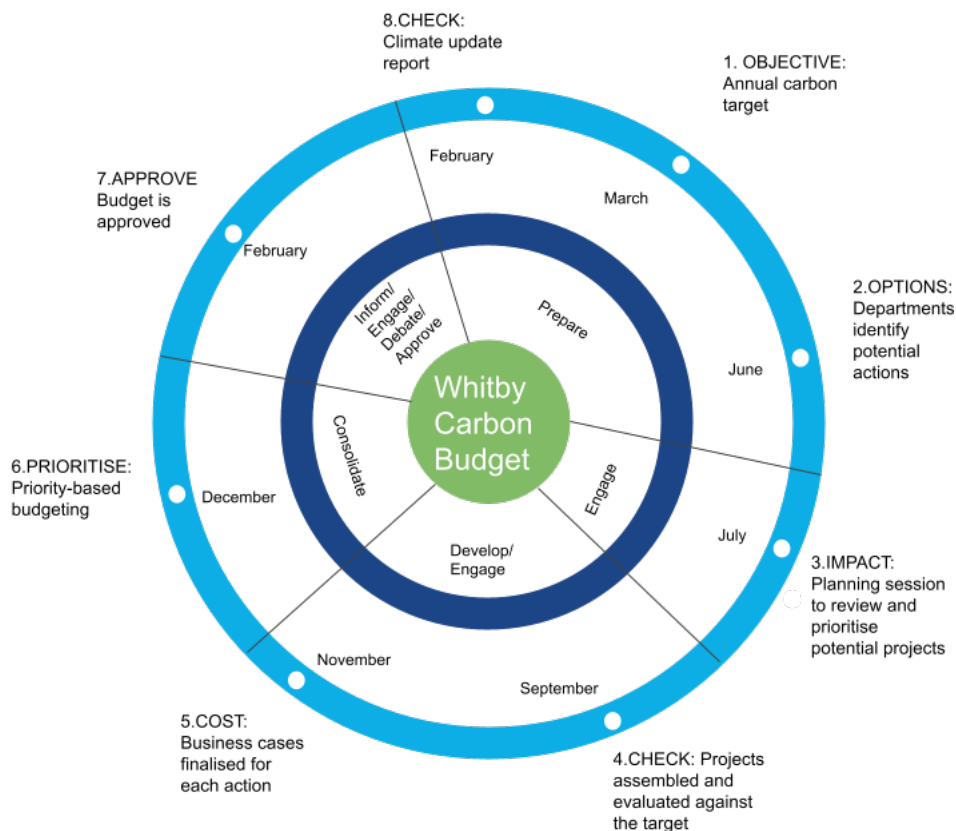 8.CHECK:
Climate update
report
1. OBJECTIVE:
Annual carbon
target
7.APPROVE
Budget is
approved
February
March
February
2.OPTIONS:
Departments
identify
potential
actions
Inform/
Engage/
Debate/
Approve
Prepare
June
Whitby
Carbon
Budget
6.PRIORITISE:
Priority-based
budgeting
Consolidate
Engage
December
July
Develop/
Engage
3.IMPACT:
Planning session
to review and
prioritise
potential projects
November
September
5.COST:
Business cases
finalised for
each action
4.CHECK: Projects
assembled and
evaluated against
the target